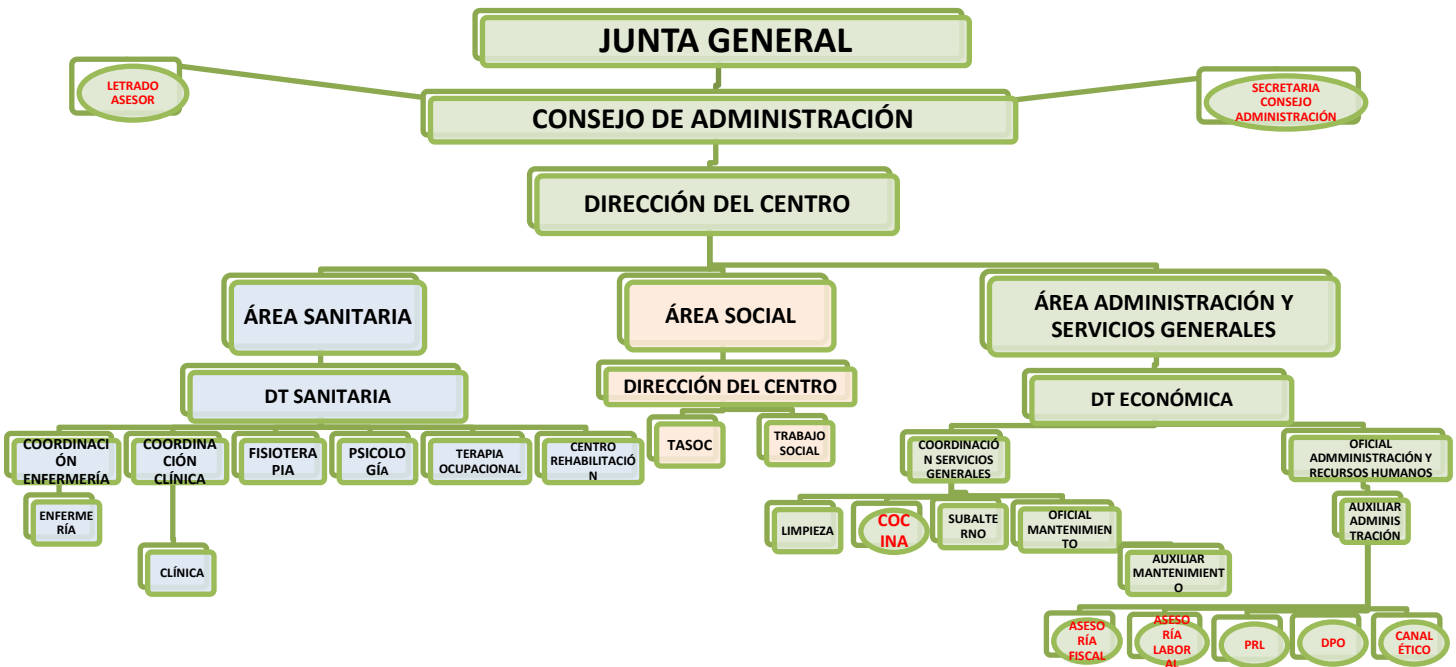 JUNTA GENERAL
LETRADO
ASESOR
SECRETARIA
CONSEJO
ADMINISTRACIÓN
CONSEJO DE ADMINISTRACIÓN
DIRECCIÓN DEL CENTRO
ÁREA SANITARIA
ÁREA SOCIAL
ÁREA ADMINISTRACIÓN Y
SERVICIOS GENERALES
DT SANITARIA
DIRECCIÓN DEL CENTRO
DT ECONÓMICA
COORDINACI
ÓN
ENFERMERÍA
COORDINA
CIÓN
CLÍNICA
FISIOTERA
PIA
PSICOLO
GÍA
TERAPIA
OCUPACIONAL
CENTRO
REHABILITACIÓ
N
TASOC
TRABAJO
SOCIAL
COORDINACIÓ
N SERVICIOS
GENERALES
OFICIAL
ADMMINISTRACIÓN Y
RECURSOS HUMANOS
ENFERME
RÍA
CLÍNICA
LIMPIEZA
COC
INA
SUBALTE
RNO
OFICIAL
MANTENIMIEN
TO
AUXILIAR
MANTENIMIENT
O
AUXILIAR
ADMINIS
TRACIÓN
ASESO
RÍA
FISCAL
ASESO
RÍA
LABOR
AL
PRL
DPO
CANAL
ÉTICO